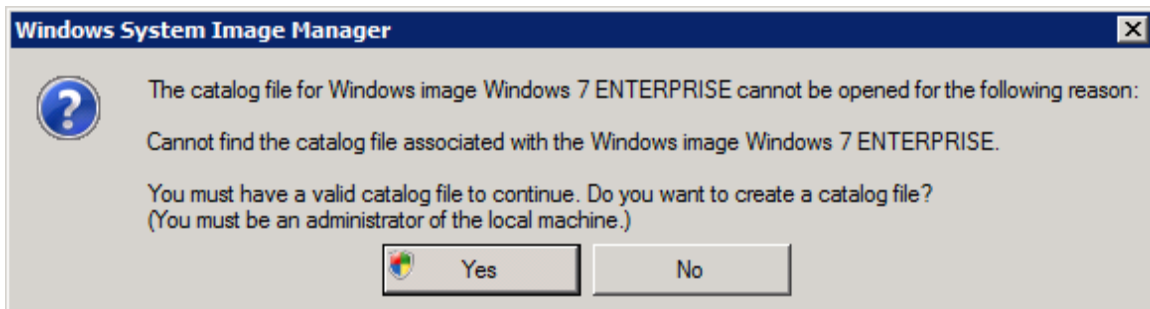 Windows System Image Manager
The catalog file for Windows image Windows 7 ENTERPRISE cannot be opened for the following reason:
Cannot find the catalog file associated with the Windows image Windows 7 ENTERPRISE.
You must have a valid catalog file to continue. Do you want to create a catalog file?
(You must be an administrator of the local machine.)
Yes
No